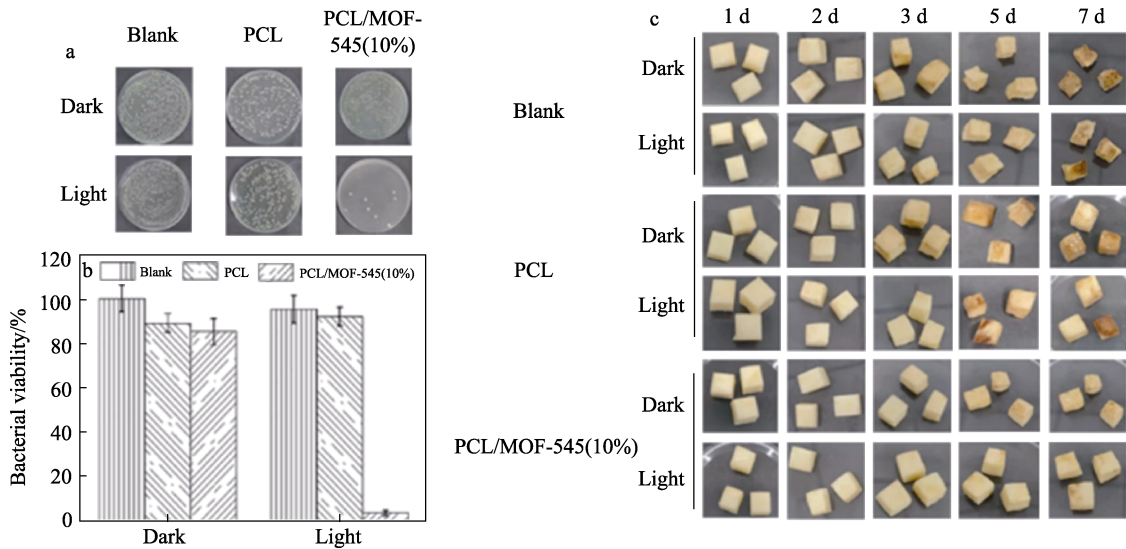 a
Blank
PCL
PCL/MOF-
545(10%)
Dark
Light
b
Blank
PCL
PCL/MOF-545(10%)
Bacterial viability/%
120
100
80
60
40
20
0
Dark
Light
c
1 d
2 d
3 d
5 d
7 d
Blank
Dark
Light
PCL
Dark
Light
PCL/MOF-545(10%)
Dark
Light